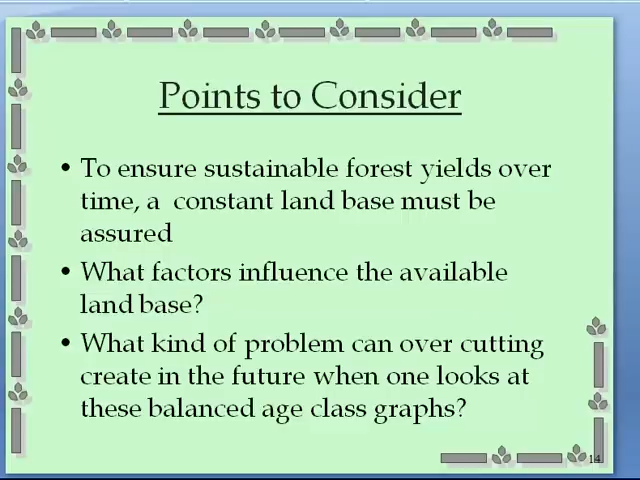 Points to Consider
• To ensure sustainable forest yields over
time, a constant land base must be
assured
• What factors influence the available
land base?
• What kind of problem can over cutting
create in the future when one looks at
these balanced age class graphs?
14